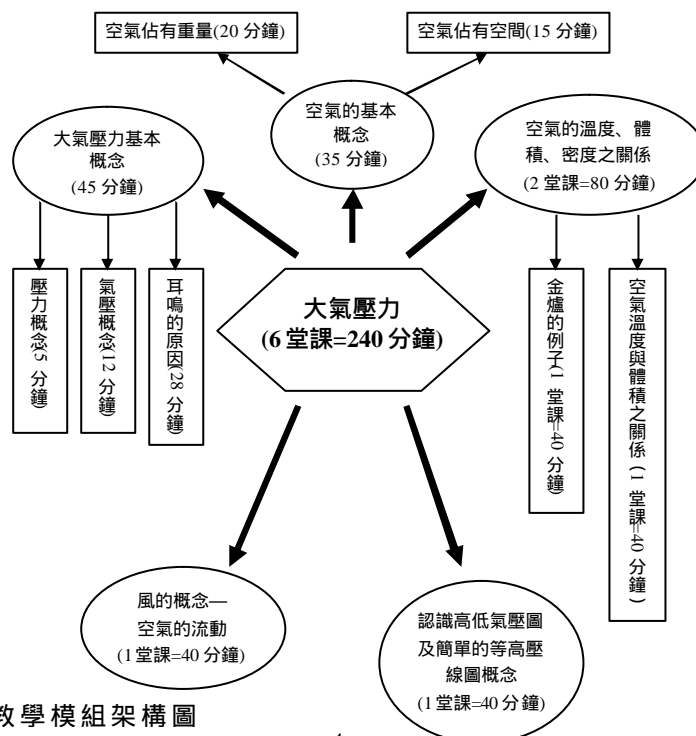 空氣佔有重量(20 分鐘)
空氣佔有空間(15 分鐘)
空氣的基本
概念
(35 分鐘)
大氣壓力基本
概念
(45 分鐘)
空氣的溫度、體
積、密度之關係
(2 堂課=80 分鐘)
壓力概念(5 分鐘)
氣壓概念(12 分鐘)
耳鳴的原因(28 分鐘)
大氣壓力
(6 堂課=240 分鐘)
金爐的例子(1 堂課=40 分鐘)
空氣溫度與體積之關係 (1 堂課=40 分鐘)
風的概念—
空氣的流動
(1 堂課=40 分鐘)
認識高低氣壓圖
及簡單的等高壓
線圖概念
(1 堂課=40 分鐘)
教學模組架構圖